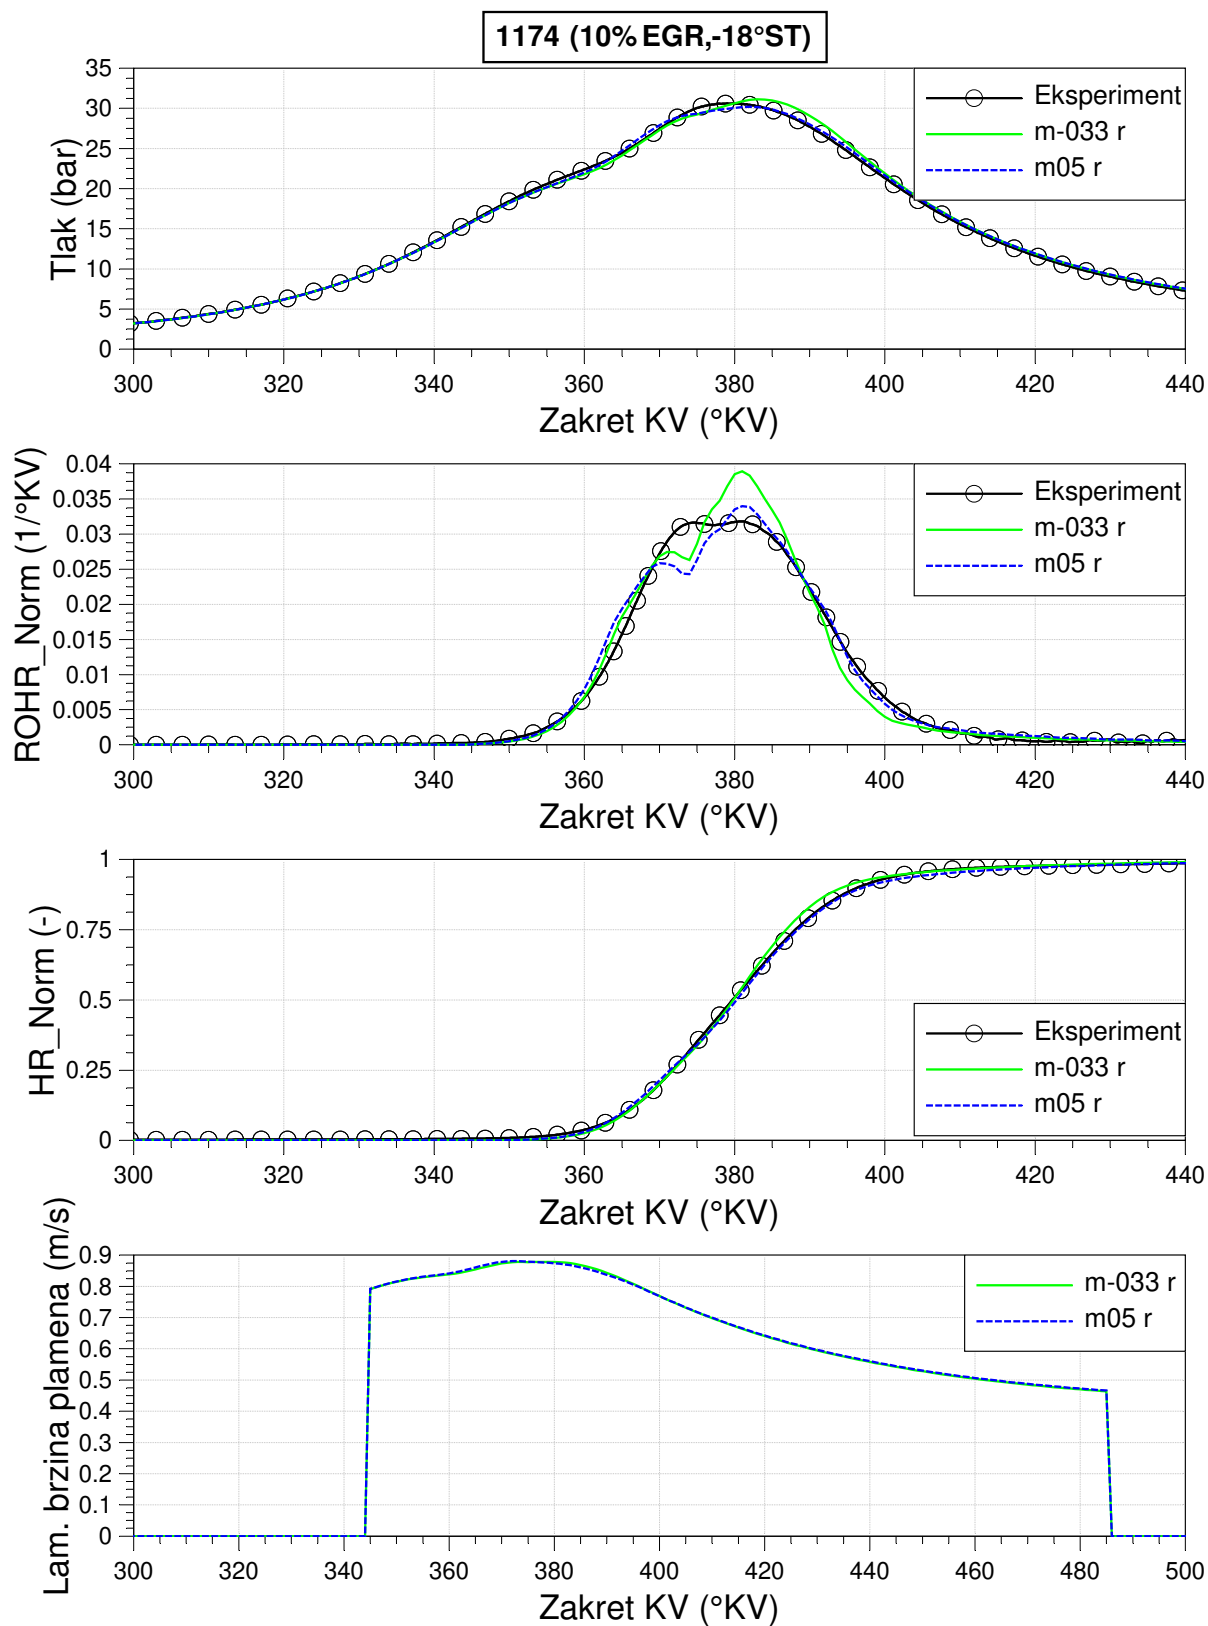 1174 (10% EGR,-18°ST)
35
30
25
20
15
10
5
0
Tlak (bar)
Eksperiment
m-033 r
m05 r
300 320 340 360 380 400 420 440
Zakret KV (°KV)
0.04
0.035
0.03
0.025
0.02
0.015
0.01
0.005
0
ROHR_Norm (1/°KV)
Eksperiment
m-033 r
m05 r
300 320 340 360 380 400 420 440
Zakret KV (°KV)
1
0.75
0.5
0.25
0
HR_Norm (-)
Eksperiment
m-033 r
m05 r
300 320 340 360 380 400 420 440
Zakret KV (°KV)
0.9
0.8
0.7
0.6
0.5
0.4
0.3
0.2
0.1
0
Lam. brzina plamena (m/s)
m-033 r
m05 r
300 320 340 360 380 400 420 440 460 480 500
Zakret KV (°KV)